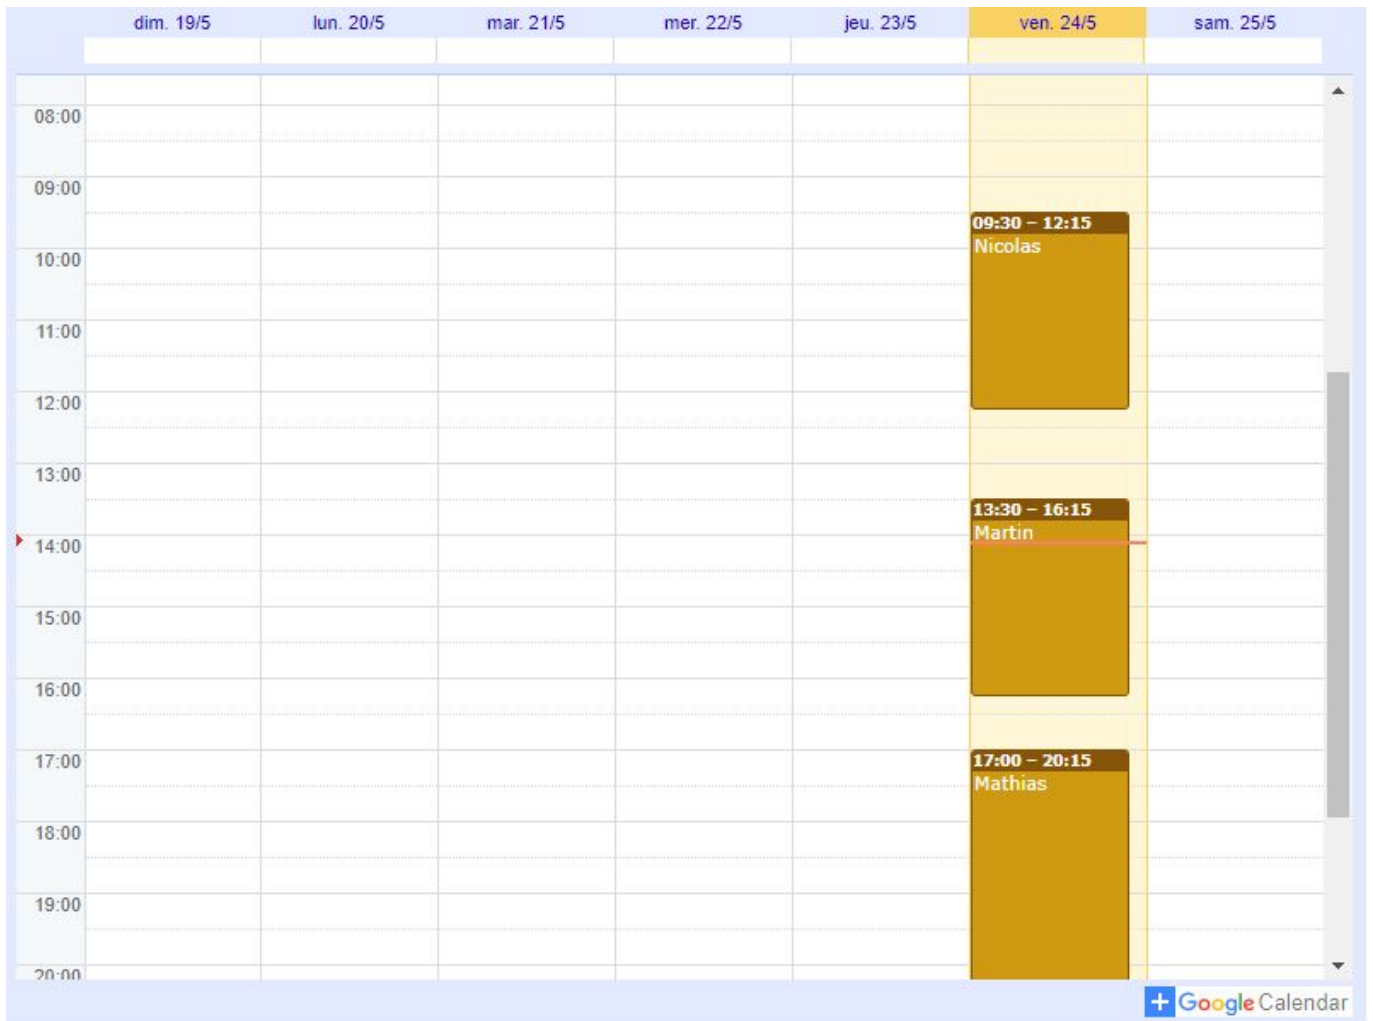 dim. 19/5 lun. 20/5 mar. 21/5 mer. 22/5 jeu. 23/5 ven. 24/5 sam. 25/5
08:00
09:00
09:30 – 12:15
Nicolas
10:00
11:00
12:00
13:00
13:30 – 16:15
Martin
14:00
15:00
16:00
17:00
17:00 – 20:15
Mathias
18:00
19:00
20:00
Google Calendar